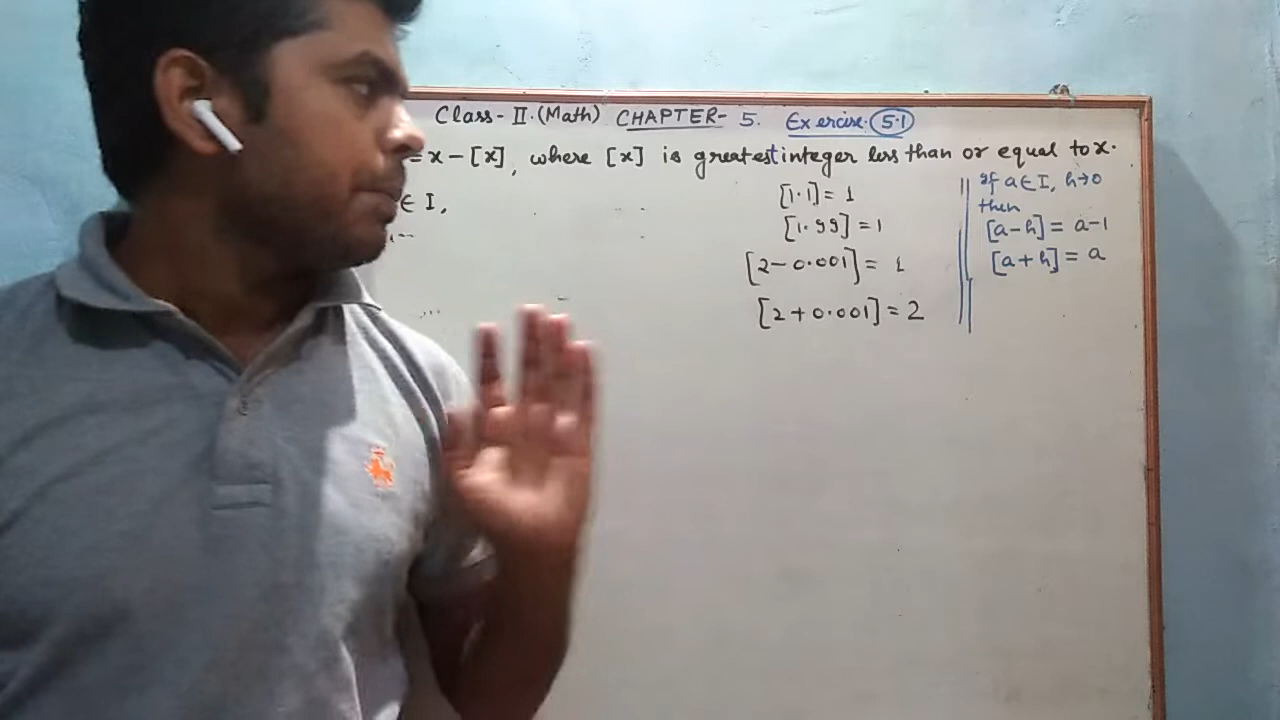 Class-II.(Math) CHAPTER- 5. Exercise. 5.1
= x-[x], where [x] is greatest integer less than or equal to x.
∈ I,
[1.1]= 1
[1.99]=1
[2-0.001]= 1
[2+0.001]=2
If a∈I, h→0
then
[a-h]= a-1
[a+h]= a